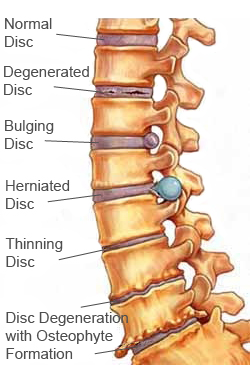 Normal
Disc
Degenerated
Disc
Bulging
Disc
Herniated
Disc
Thinning
Disc
Disc Degeneration
with Osteophyte
Formation